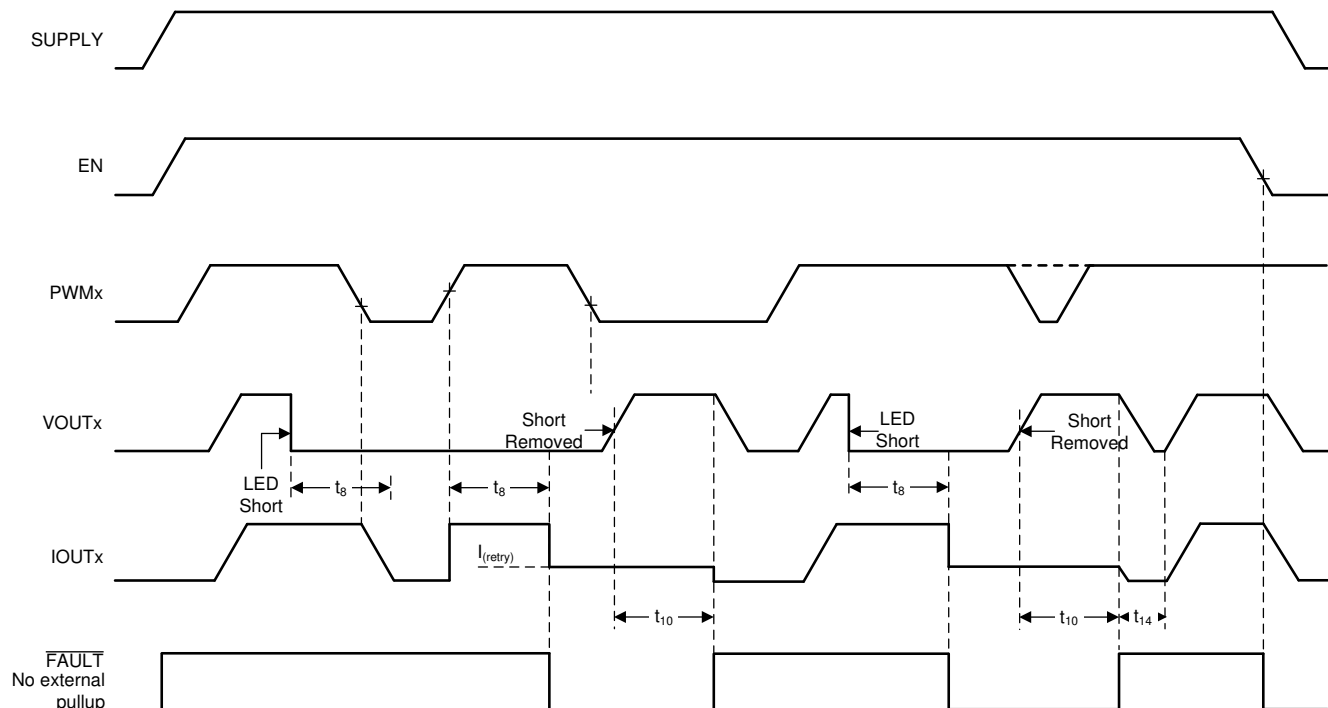 SUPPLY
EN
PWMx
VOUTx
LED
Short
t8
t8
Short
Removed
LED
Short
t8
Short
Removed
IOUTx
I(retry)
t10
t10
t14
FAULT
No external
pullup